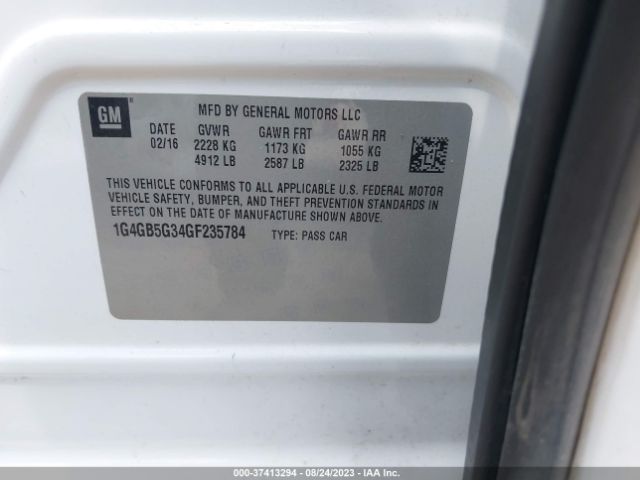 GM
MFD BY GENERAL MOTORS LLC
DATE GVWR GAWR FRT GAWR RR
02/16 2228 KG 1173 KG 1055 KG
4912 LB 2587 LB 2325 LB
THIS VEHICLE CONFORMS TO ALL APPLICABLE U.S. FEDERAL MOTOR
VEHICLE SAFETY, BUMPER, AND THEFT PREVENTION STANDARDS IN
EFFECT ON THE DATE OF MANUFACTURE SHOWN ABOVE.
1G4GB5G34GF235784 TYPE: PASS CAR
000-37413294 - 08/24/2023 - IAAI.COM